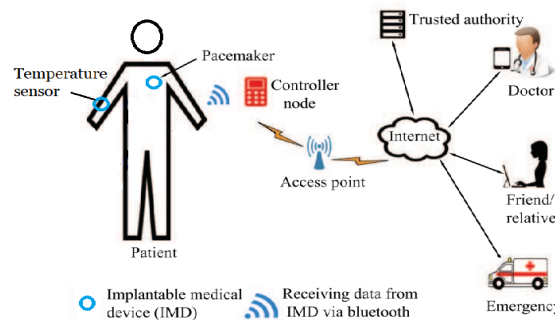 Trusted authority
Pacemaker
Temperature
sensor
Controller
node
Doctor
Internet
Access point
Friend/
relative
Patient
Implantable medical
device (IMD)
Receiving data from
IMD via bluetooth
Emergency